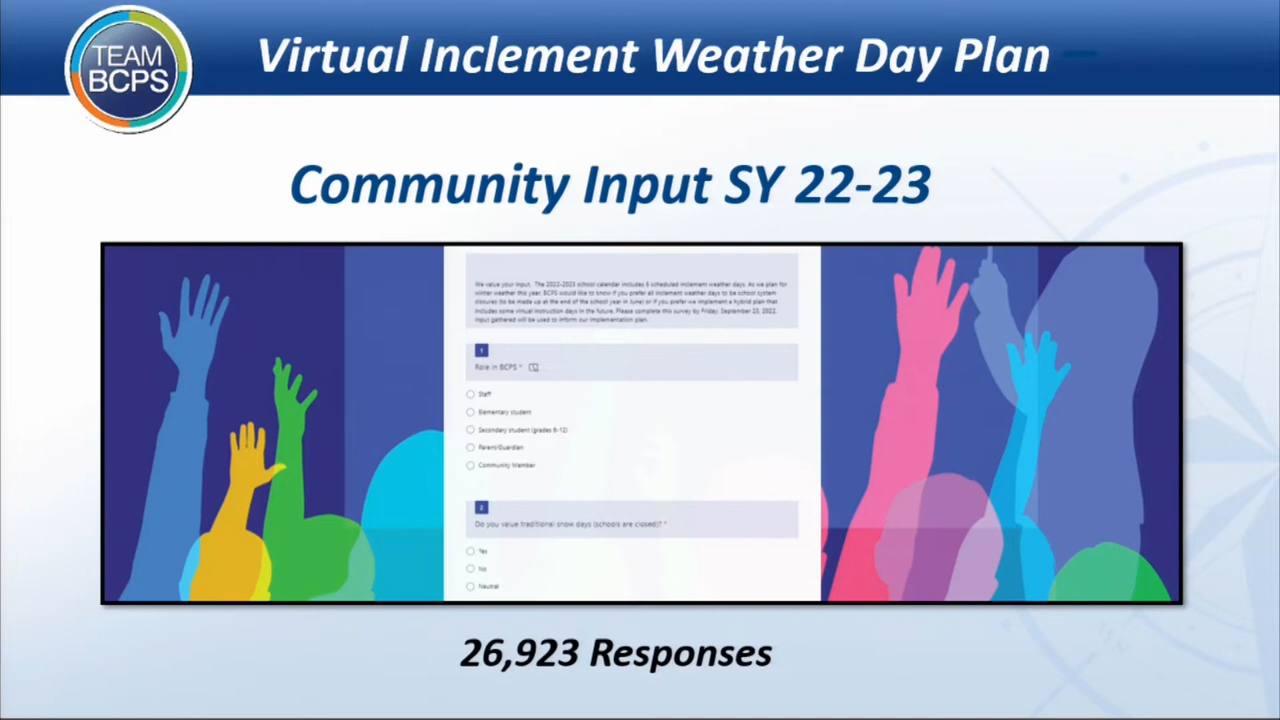 TEAM
BCPS
Virtual Inclement Weather Day Plan –
Community Input SY 22-23
We value your input. The 2022-2023 school calendar includes 5 scheduled inclement weather days. As we plan for
winter weather this year, BCPS would like to know if you prefer all inclement weather days to be school system
closures (to be made up at the end of the school year in June) or if you prefer we implement a hybrid plan that
includes some virtual instruction days in the future. Please complete this survey by Friday, September 23, 2022.
Input gathered will be used to inform our implementation plan.
1
Role in BCPS *
Staff
Elementary student
Secondary student (grades 6-12)
Parent/Guardian
Community Member
2
Do you value traditional snow days (schools are closed)? *
Yes
No
Neutral
26,923 Responses